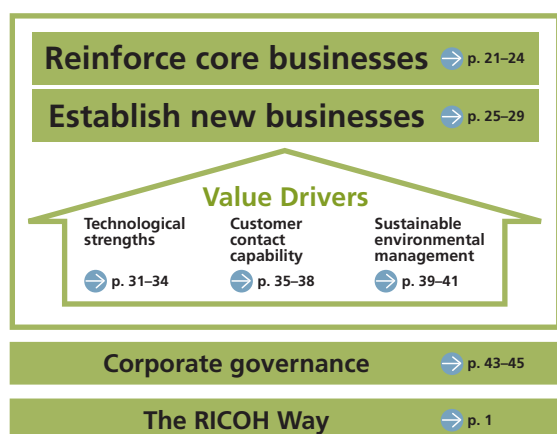 Reinforce core businesses p. 21–24
Establish new businesses p. 25–29
Value Drivers
Technological
strengths
p. 31–34
Customer
contact
capability
p. 35–38
Sustainable
environmental
management
p. 39–41
Corporate governance p. 43–45
The RICOH Way p. 1